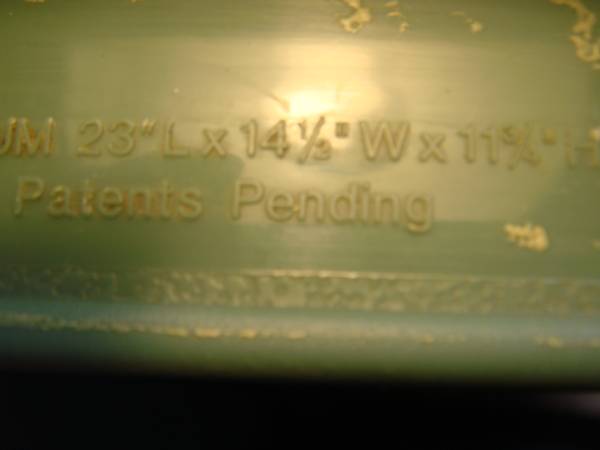 23"L x 14½"W x 11¾"H
Patents Pending